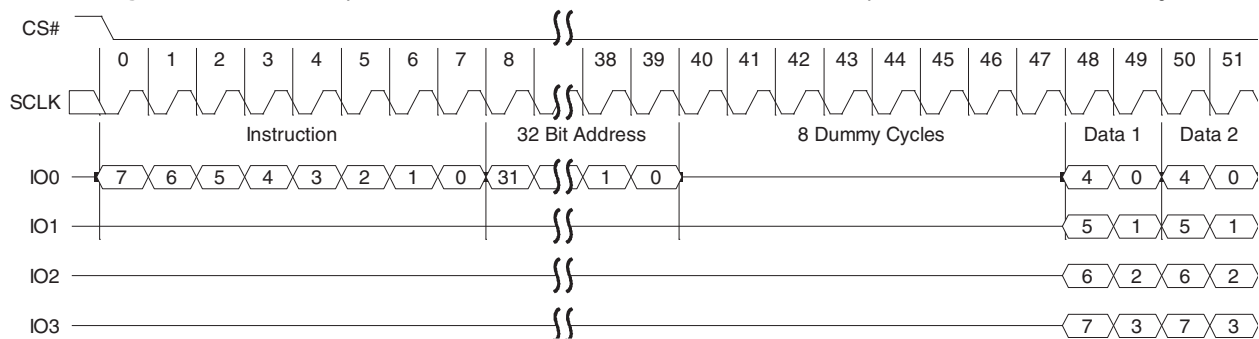 CS#
0 1 2 3 4 5 6 7 8 38 39 40 41 42 43 44 45 46 47 48 49 50 51
SCLK
Instruction 32 Bit Address 8 Dummy Cycles Data 1 Data 2
IO0 7 6 5 4 3 2 1 0 31 1 0 4 0 4 0
IO1 5 1 5 1
IO2 6 2 6 2
IO3 7 3 7 3